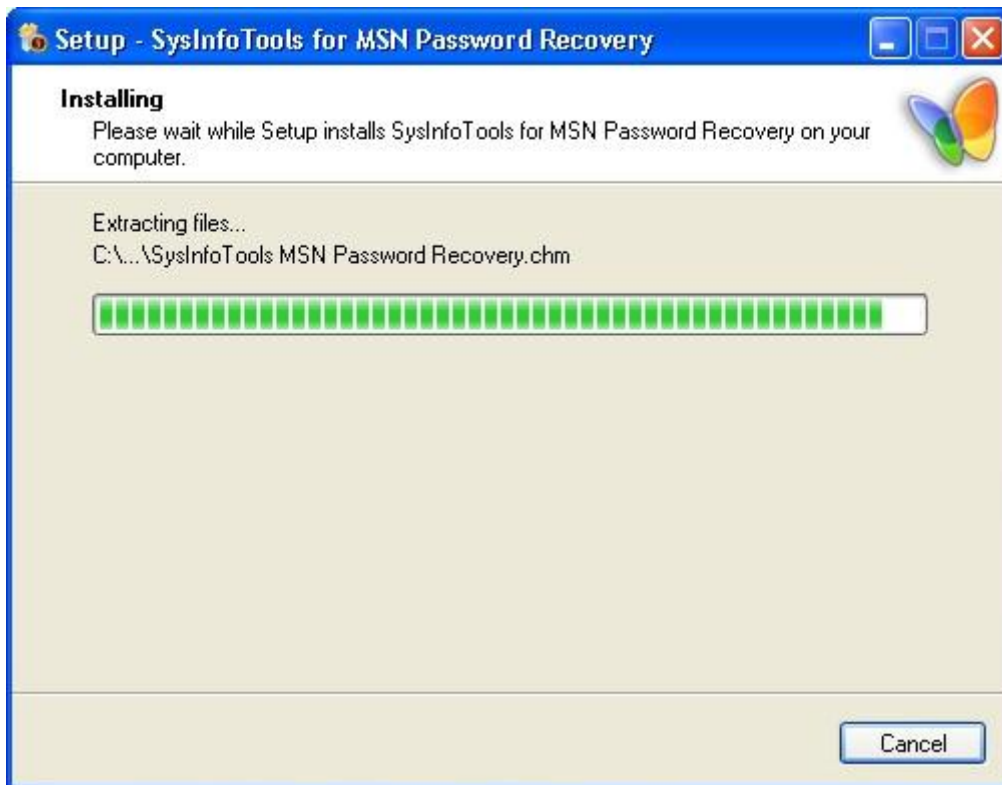 Setup - SysInfoTools for MSN Password Recovery
Installing
Please wait while Setup installs SysInfoTools for MSN Password Recovery on your
computer.
Extracting files...
C:\...\SysInfoTools MSN Password Recovery.chm
Cancel